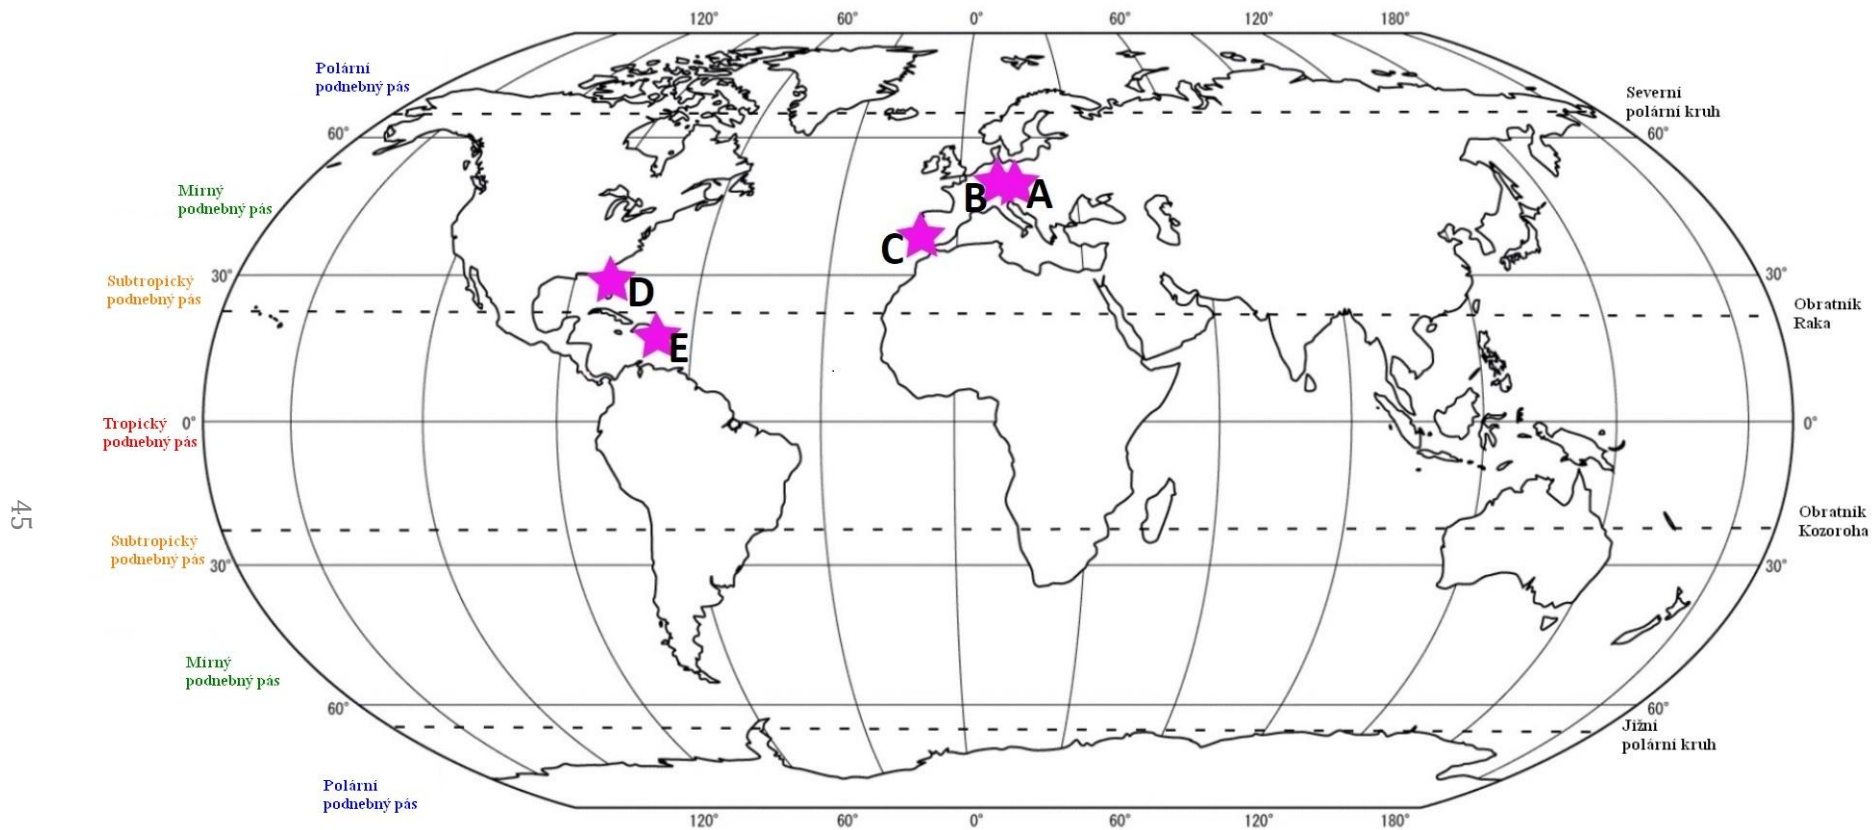 120°
60°
0°
60°
120°
180°
Polární
podnebný pás
Severní
polární kruh
60°
60°
Mírný
podnebný pás
B
A
C
Subtropický
podnebný pás
30°
30°
D
Obratník
Raka
E
Tropický
podnebný pás
0°
0°
45
Obratník
Kozoroha
Subtropický
podnebný pás
30°
30°
Mírný
podnebný pás
60°
60°
Jižní
polární kruh
Polární
podnebný pás
120°
60°
0°
60°
120°
180°